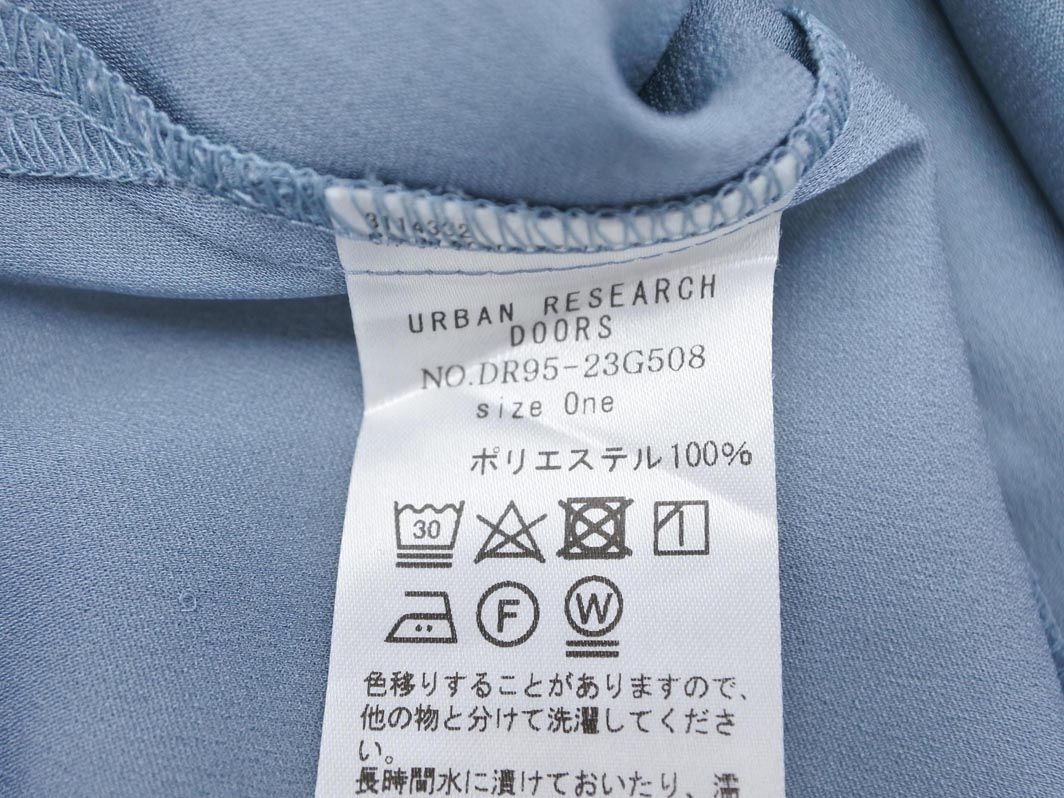 3114332
URBAN RESEARCH
DOORS
NO.DR95-23G508
size One
ポリエステル100%
30
F
W
色移りすることがありますので、
他の物と分けて洗濯してくださ
い。
長時間水に漬けておいたり、